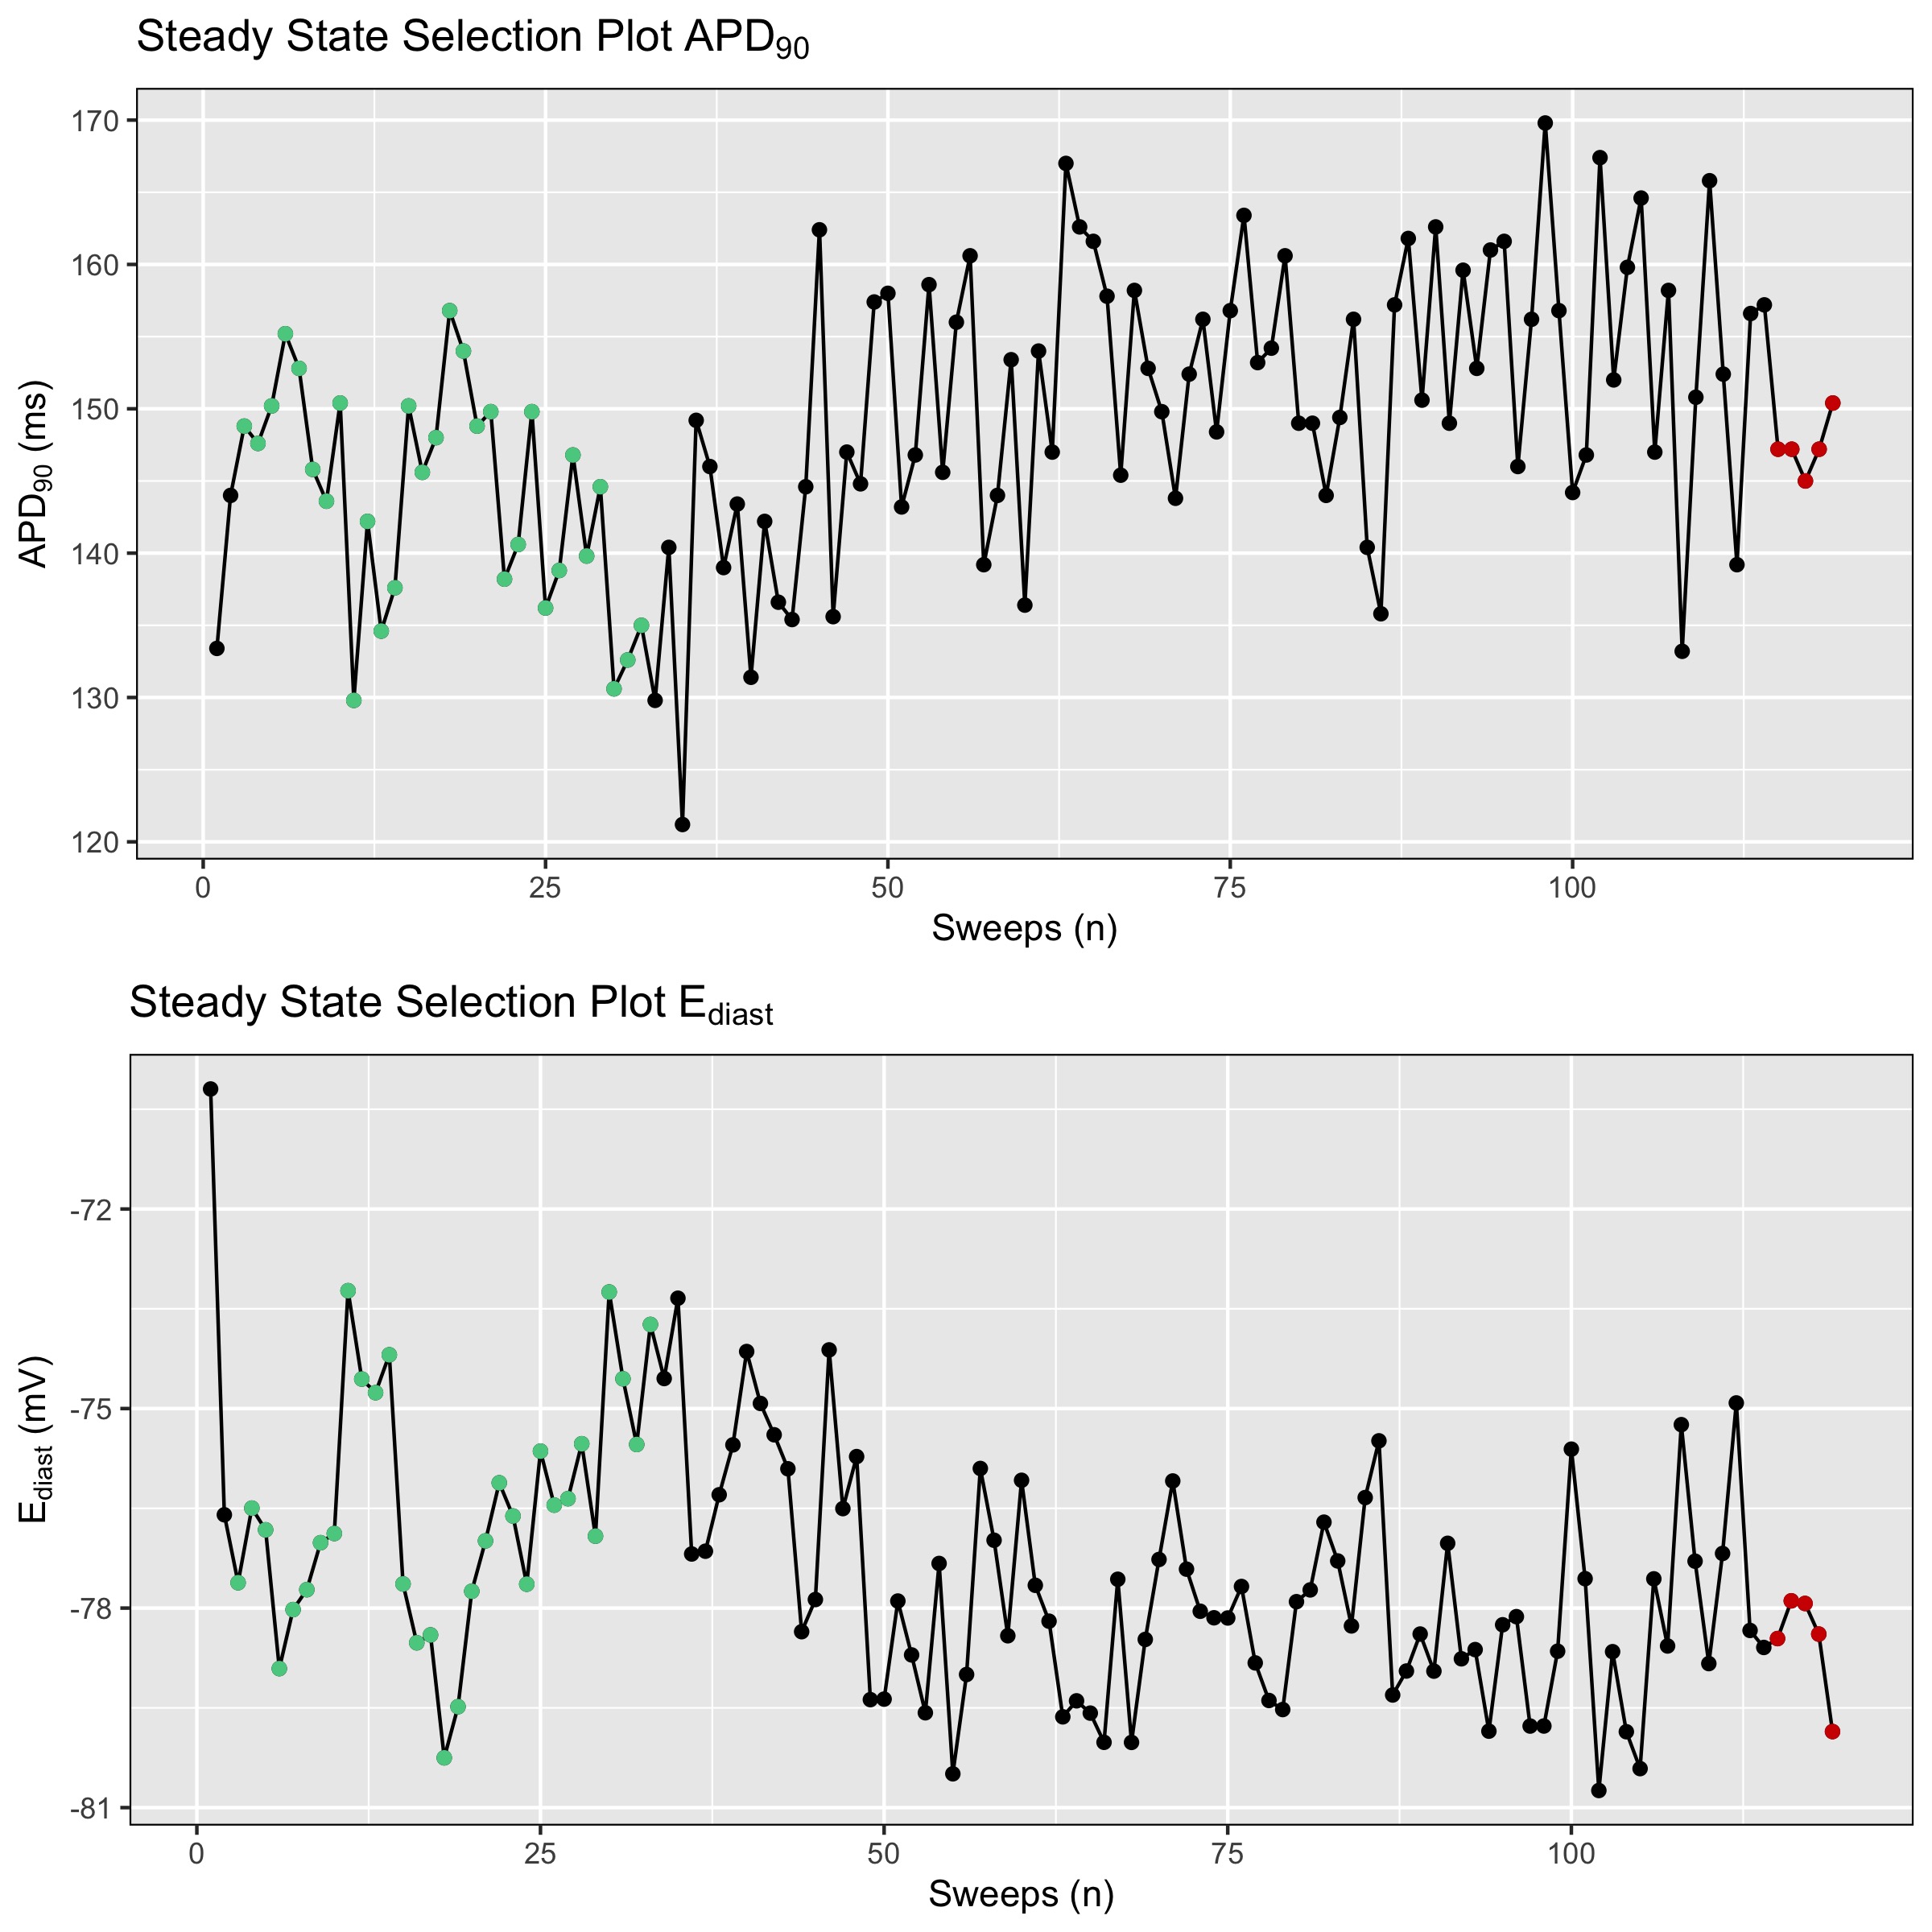 Steady State Selection Plot APD90
170
160
150
140
130
120
APD90 (ms)
0 25 50 75 100
Sweeps (n)
Steady State Selection Plot Ediast
-72
-75
-78
-81
Ediast (mV)
0 25 50 75 100
Sweeps (n)